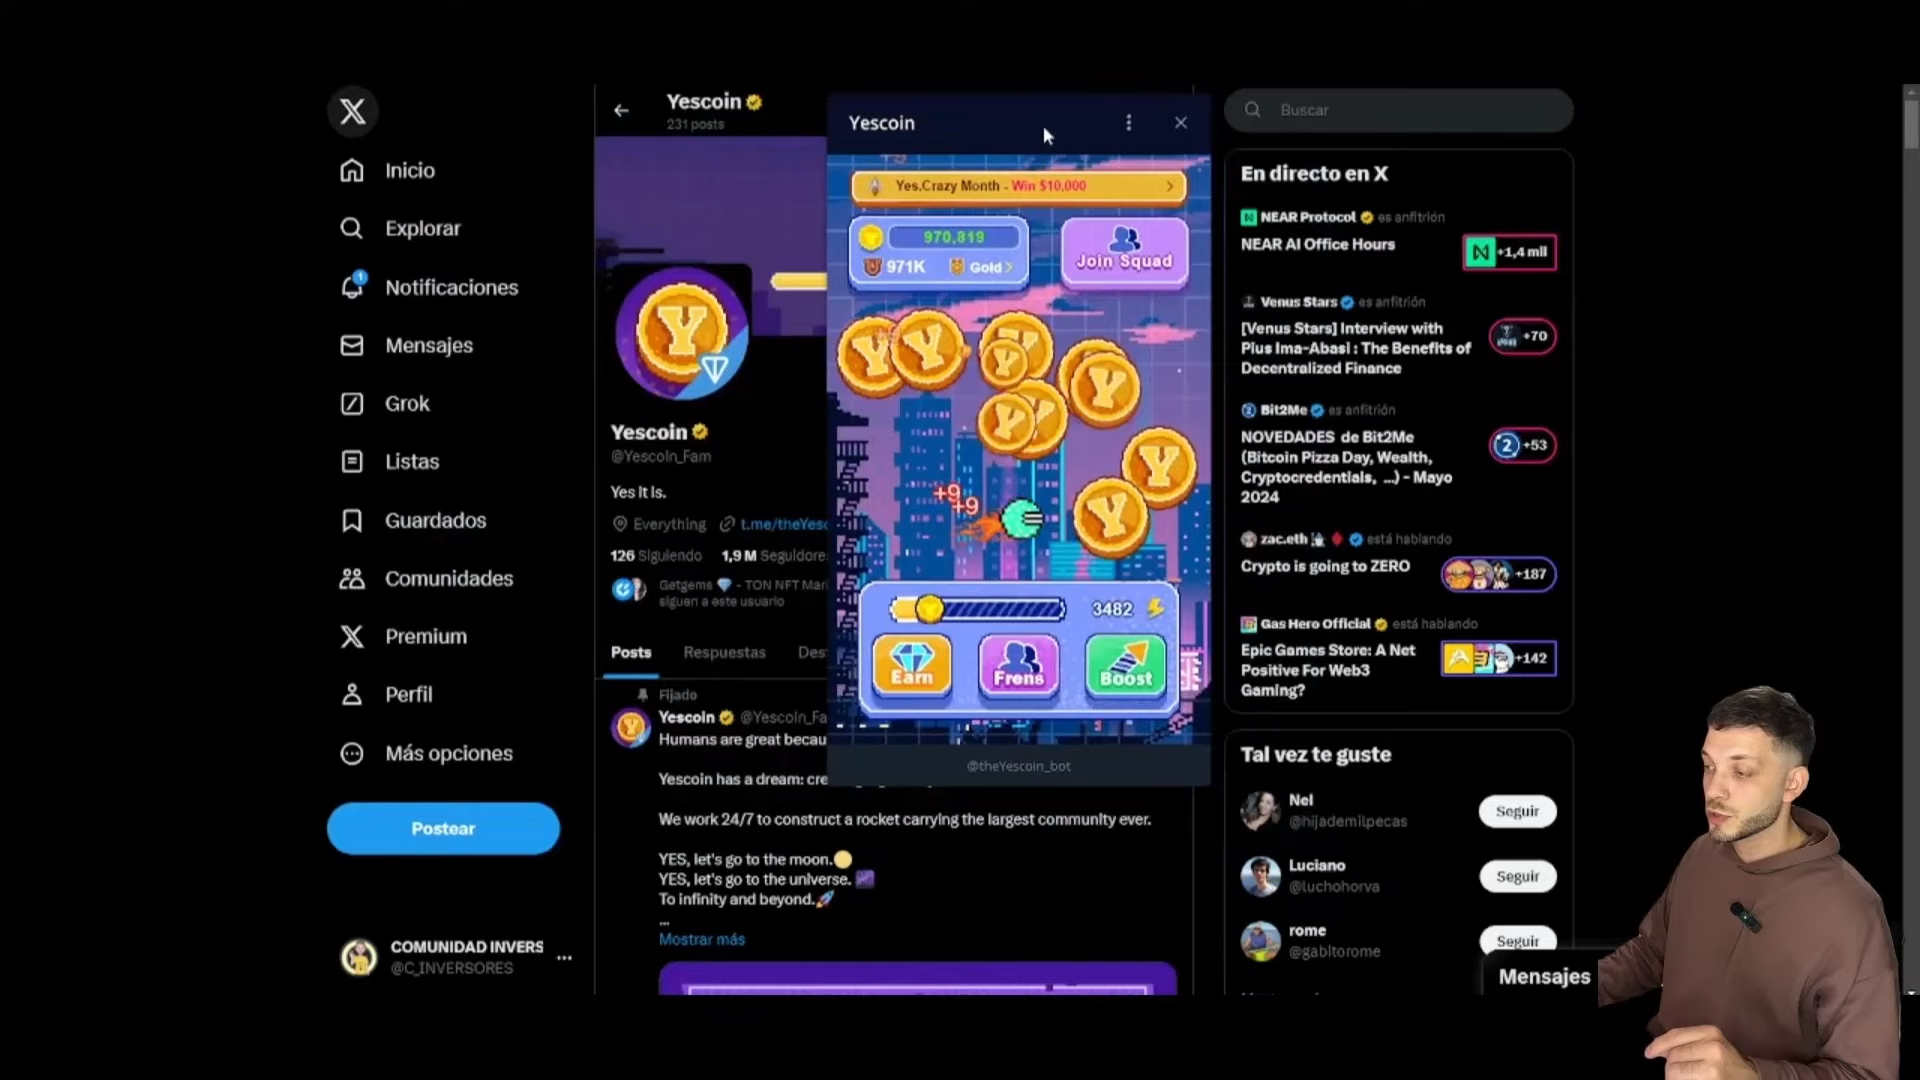 Inicio
Explorar
1
Notificaciones
Mensajes
Grok
Listas
Guardados
Comunidades
Premium
Perfil
Más opciones
Postear
COMUNIDAD INVERS
@C_INVERSORES
Yescoin
231 posts
Yescoin
@Yescoin_Fam
Yes It Is.
Everything t.me/theYesc
126 Siguiendo 1,9 M Seguidore
Getgems - TON NFT Mar
siguen a este usuario
Posts Respuestas Des
Fijado
Yescoin @Yescoin_Fa
Humans are great becau
Yescoin has a dream: cre
We work 24/7 to construct a rocket carrying the largest community ever.
YES, let's go to the moon.
YES, let's go to the universe.
To infinity and beyond.
...
Mostrar más
Yescoin
Yes.Crazy Month - Win $10,000
970,819
971K Gold
Join Squad
+9
+9
3482
Earn
Frens
Boost
@theYescoin_bot
Buscar
En directo en X
NEAR Protocol es anfitrión
NEAR AI Office Hours
+1,4 mil
Venus Stars es anfitrión
[Venus Stars] Interview with
Pius Ima-Abasi : The Benefits of
Decentralized Finance
+70
Bit2Me es anfitrión
NOVEDADES de Bit2Me
(Bitcoin Pizza Day, Wealth,
Cryptocredentials, ...) - Mayo
2024
+53
zac.eth está hablando
Crypto is going to ZERO
+187
Gas Hero Official está hablando
Epic Games Store: A Net
Positive For Web3
Gaming?
+142
Tal vez te guste
Nel
@hijademilpecas
Seguir
Luciano
@luchohorva
Seguir
rome
@gabitorome
Seguir
Mensajes